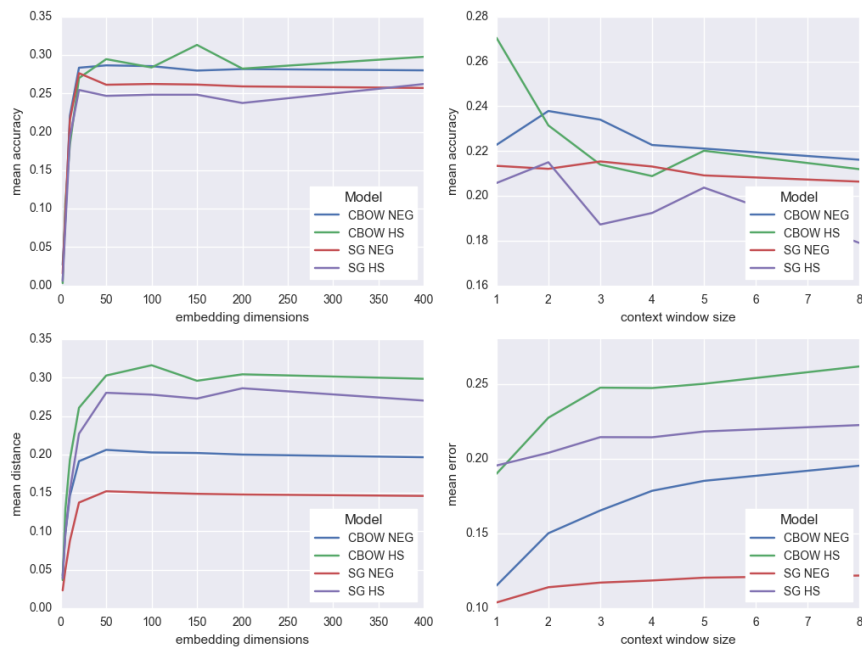 0.35
0.30
0.25
0.20
0.15
0.10
0.05
0.00
mean accuracy
0 50 100 150 200 250 300 350 400
embedding dimensions
Model
CBOW NEG
CBOW HS
SG NEG
SG HS
0.28
0.26
0.24
0.22
0.20
0.18
0.16
mean accuracy
1 2 3 4 5 6 7 8
context window size
Model
CBOW NEG
CBOW HS
SG NEG
SG HS
0.35
0.30
0.25
0.20
0.15
0.10
0.05
0.00
mean distance
0 50 100 150 200 250 300 350 400
embedding dimensions
Model
CBOW NEG
CBOW HS
SG NEG
SG HS
0.25
0.20
0.15
0.10
mean error
1 2 3 4 5 6 7 8
context window size
Model
CBOW NEG
CBOW HS
SG NEG
SG HS